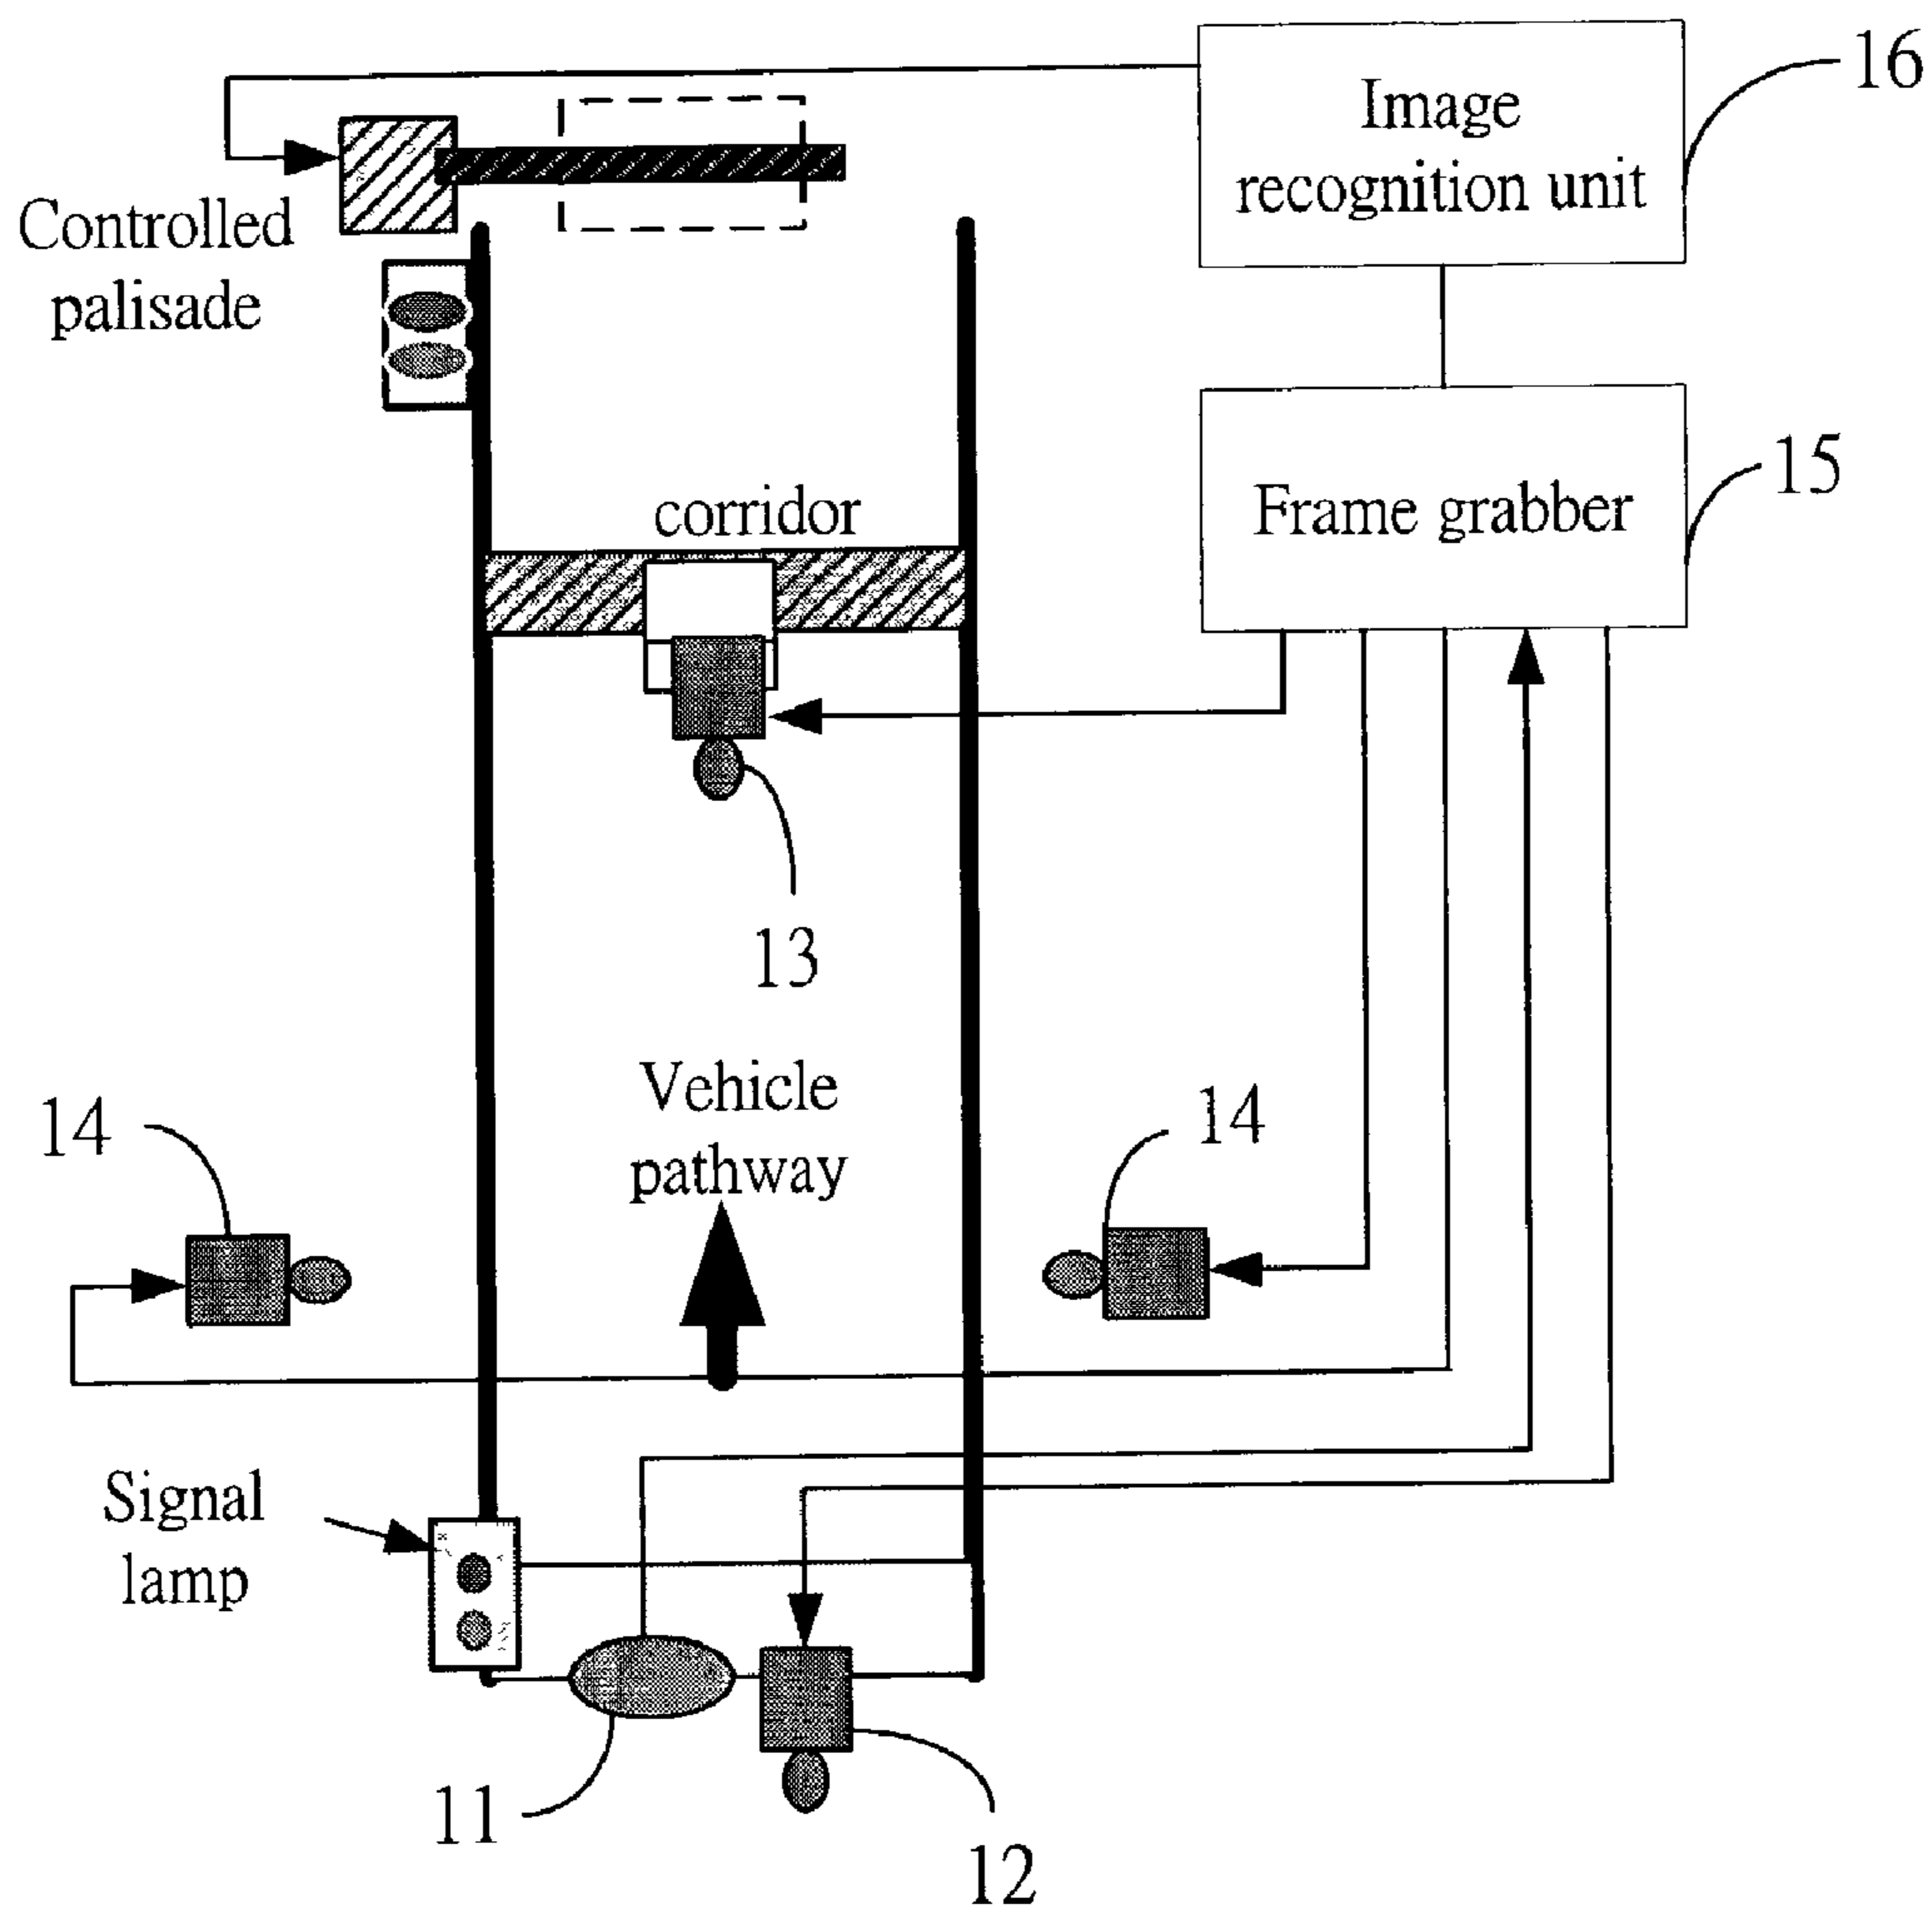 Image
recognition unit
16
Controlled
palisade
Frame grabber
15
corridor
13
Vehicle
pathway
14
14
Signal
lamp
11
12